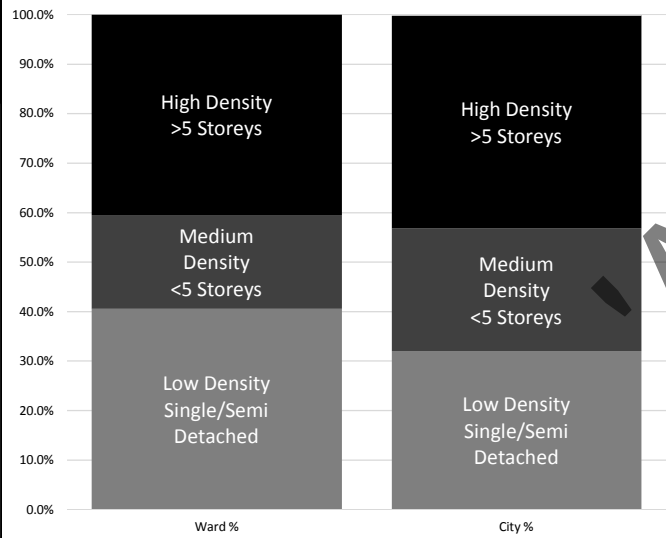 100.0%
90.0%
80.0%
70.0%
60.0%
50.0%
40.0%
30.0%
20.0%
10.0%
0.0%
High Density
>5 Storeys
Medium
Density
<5 Storeys
Low Density
Single/Semi
Detached
High Density
>5 Storeys
Medium
Density
<5 Storeys
Low Density
Single/Semi
Detached
Ward %
City %